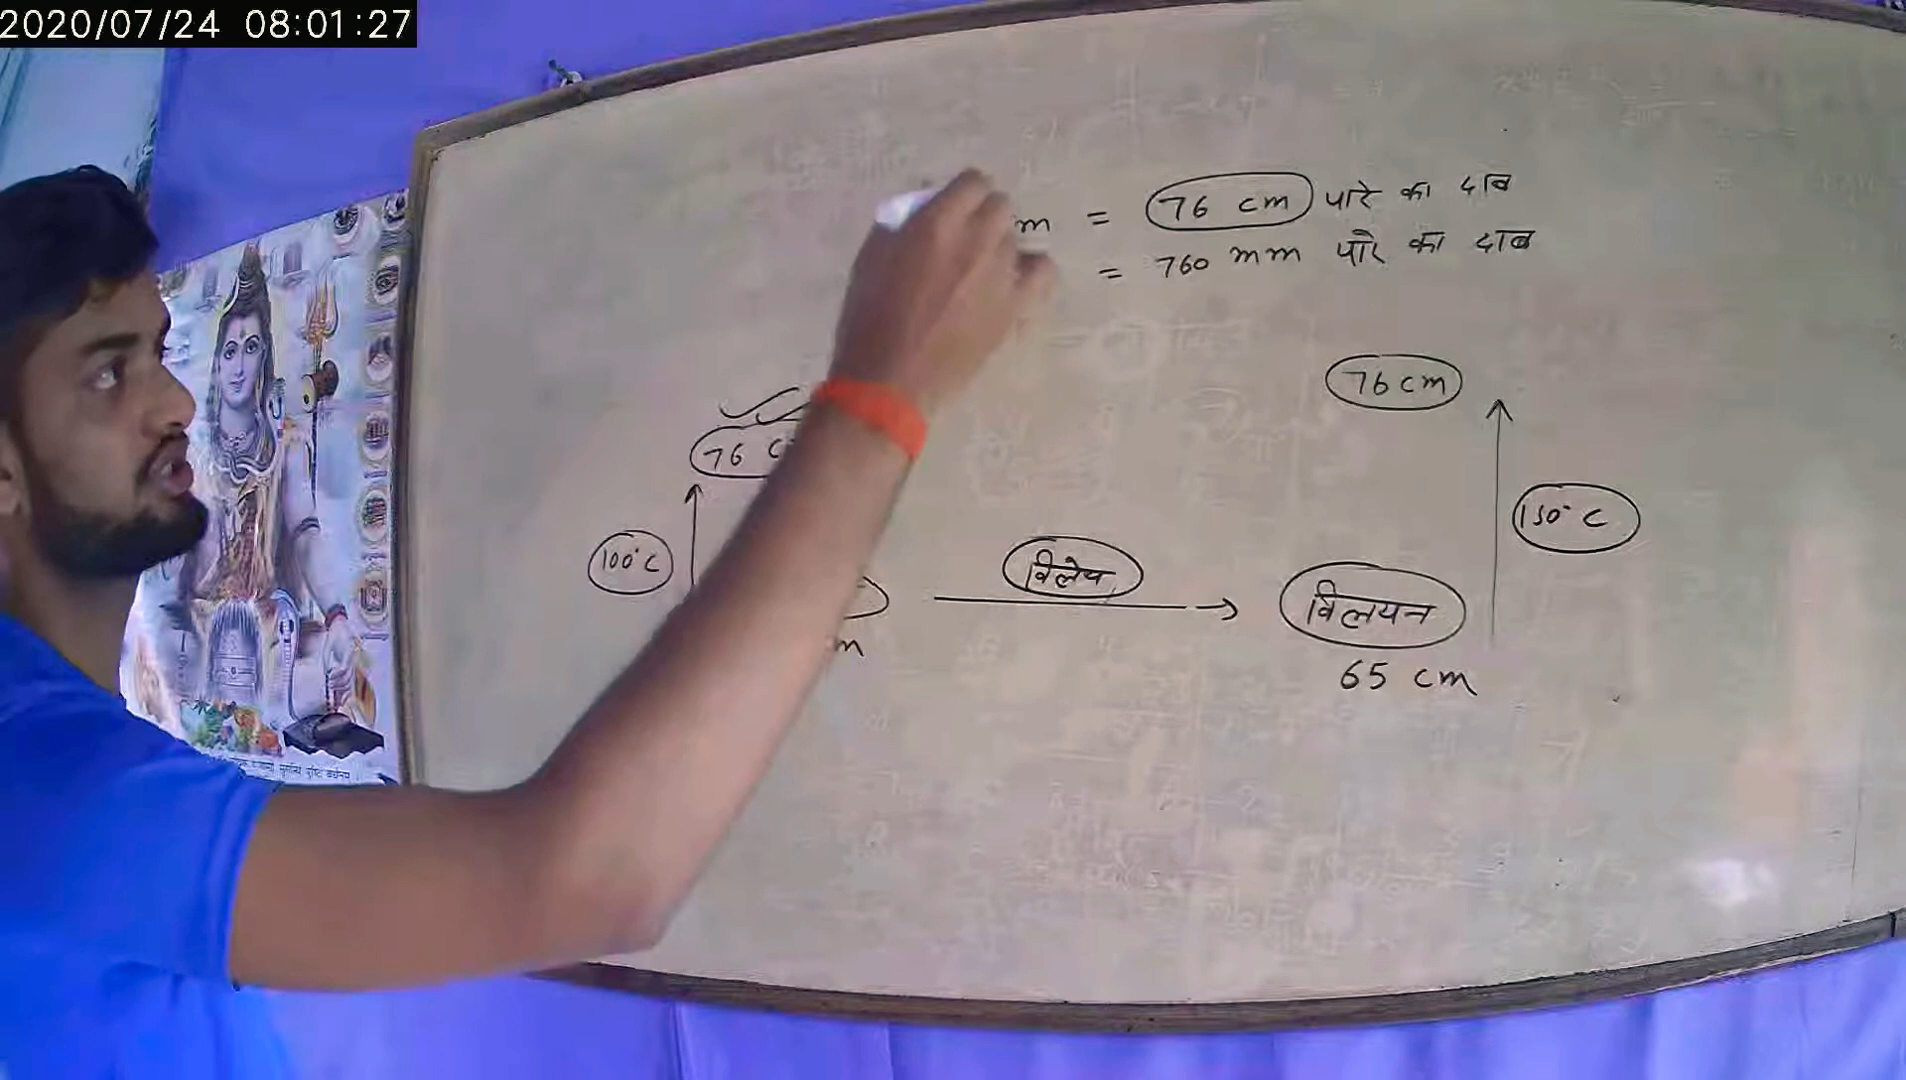 2020/07/24 08:01:27
m = 76 cm पारे का दाब
= 760 mm पारे का दाब
76 cm
76 c
100°C
विलेय
विलयन
150°C
m
65 cm